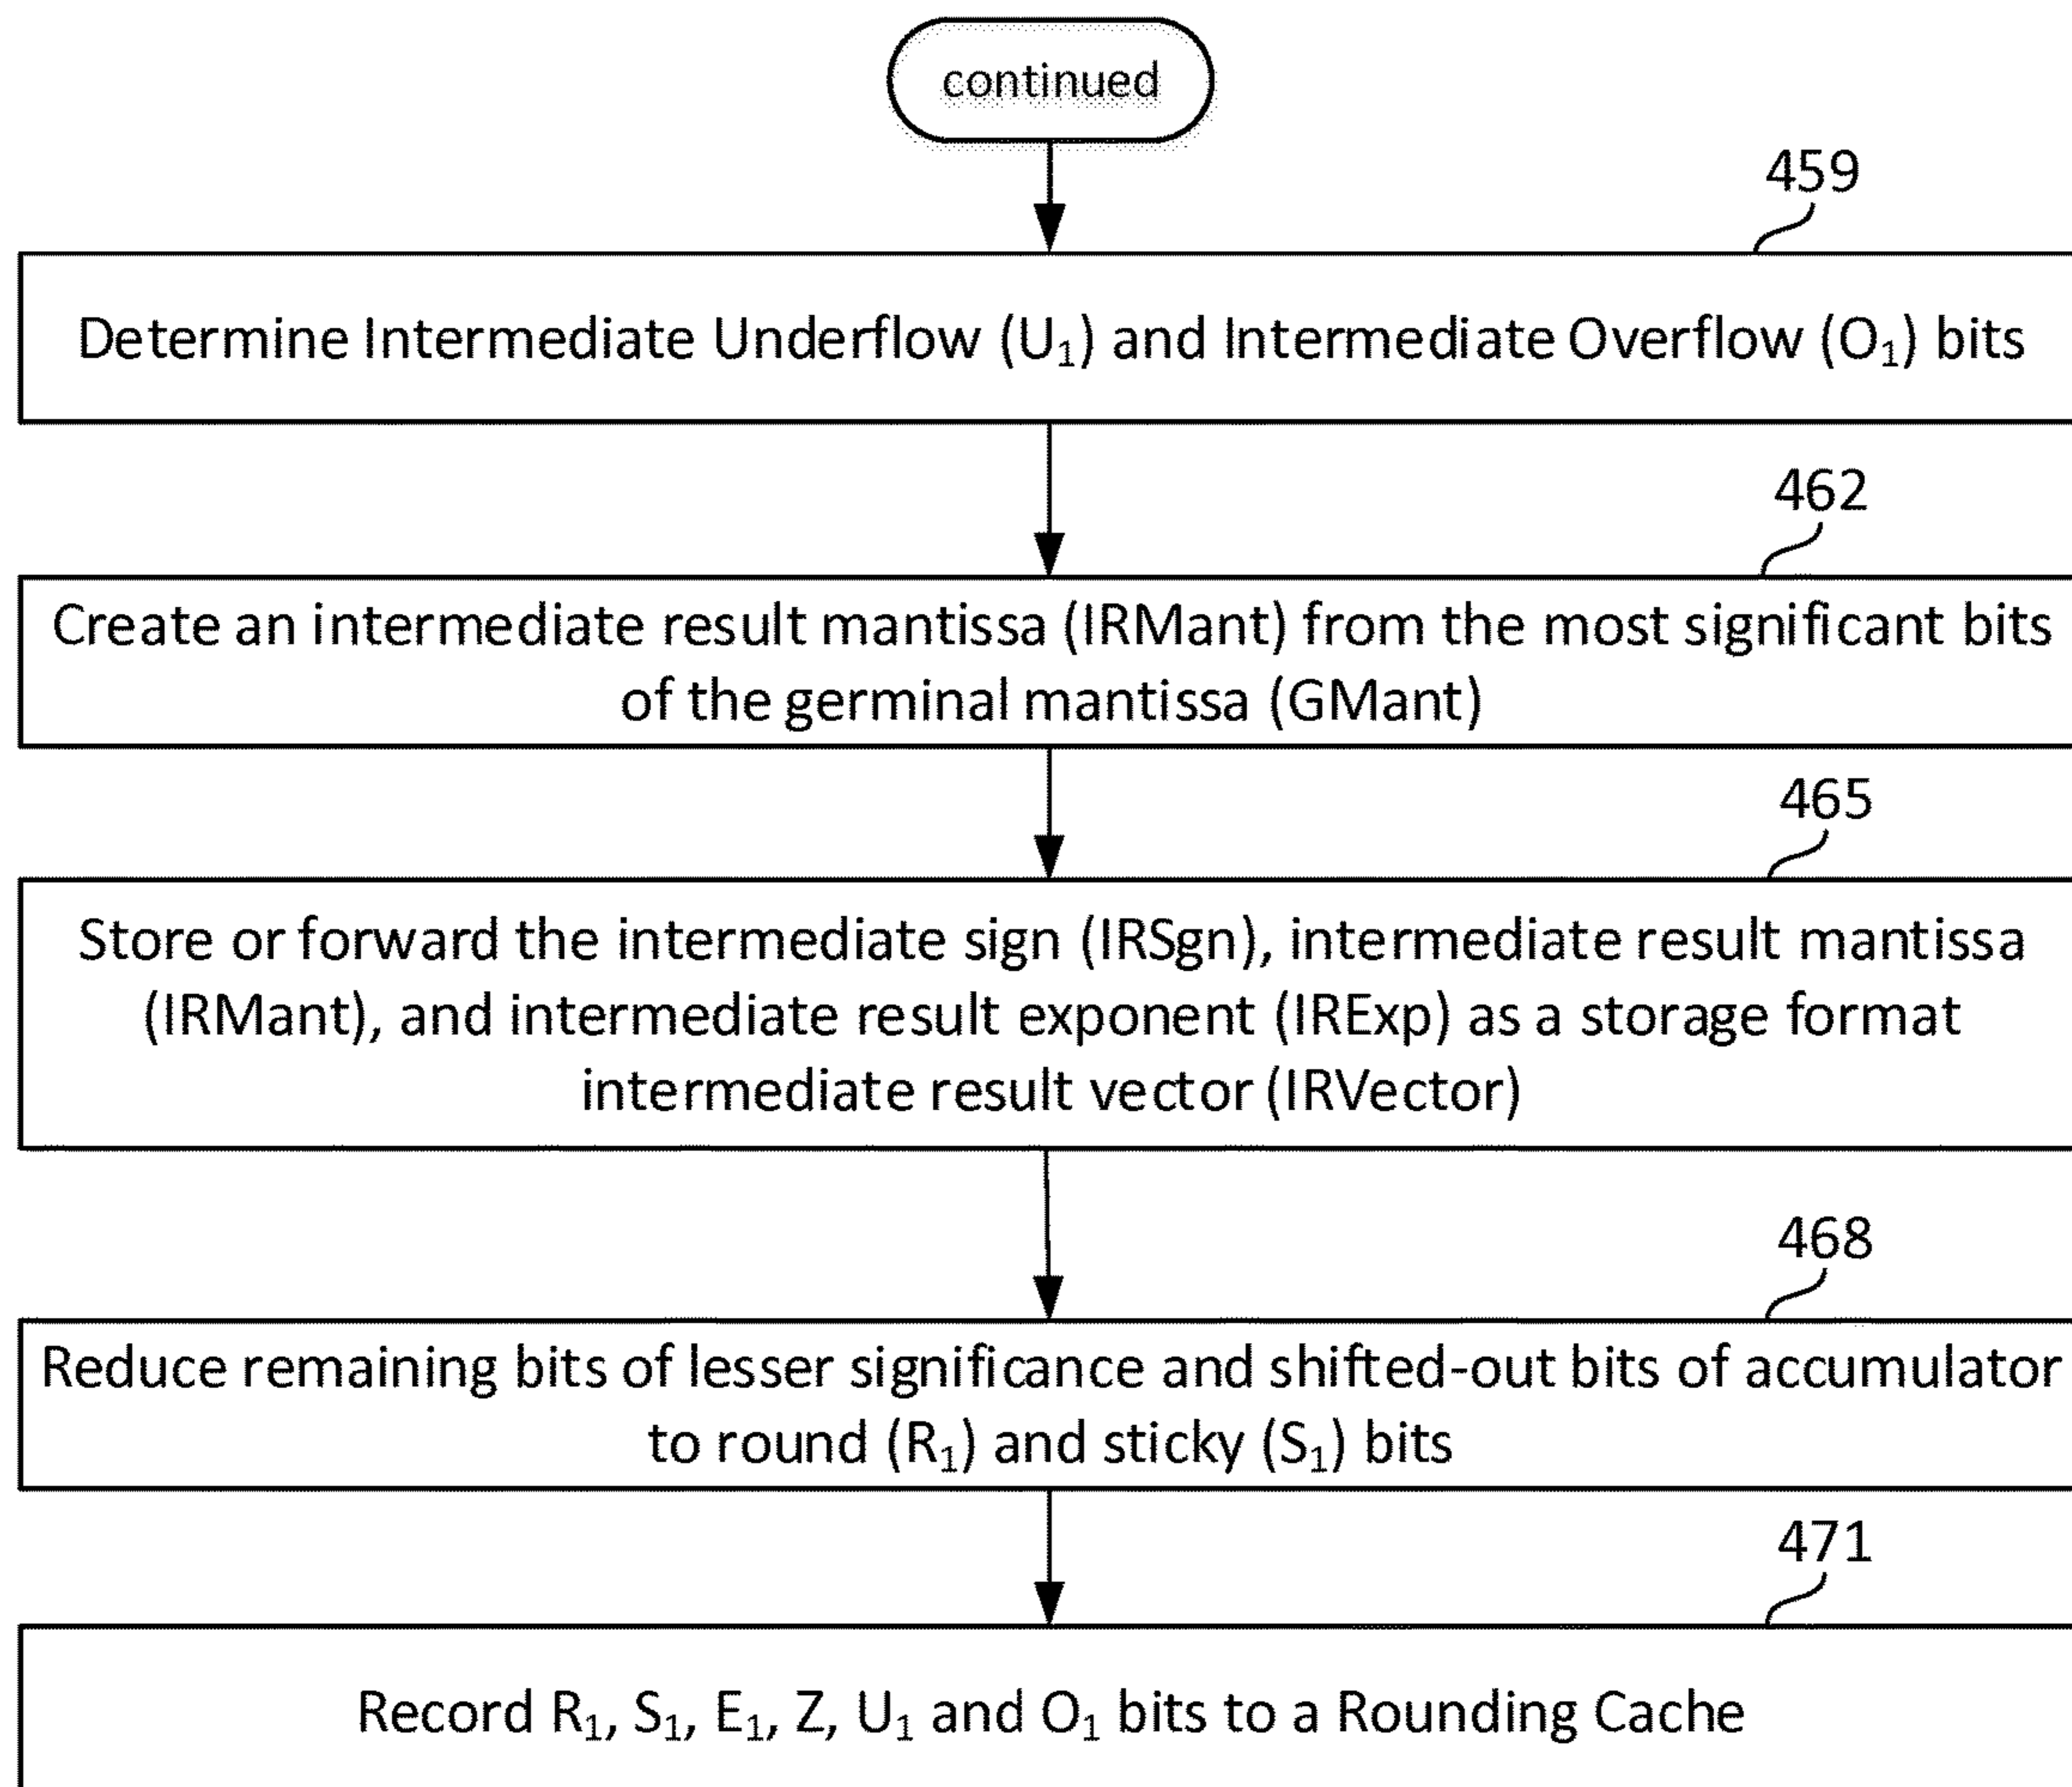 continued
459
Determine Intermediate Underflow (U₁) and Intermediate Overflow (O₁) bits
462
Create an intermediate result mantissa (IRMant) from the most significant bits
of the germinal mantissa (GMant)
465
Store or forward the intermediate sign (IRSgn), intermediate result mantissa
(IRMant), and intermediate result exponent (IRExp) as a storage format
intermediate result vector (IRVector)
468
Reduce remaining bits of lesser significance and shifted-out bits of accumulator
to round (R₁) and sticky (S₁) bits
471
Record R₁, S₁, E₁, Z, U₁ and O₁ bits to a Rounding Cache